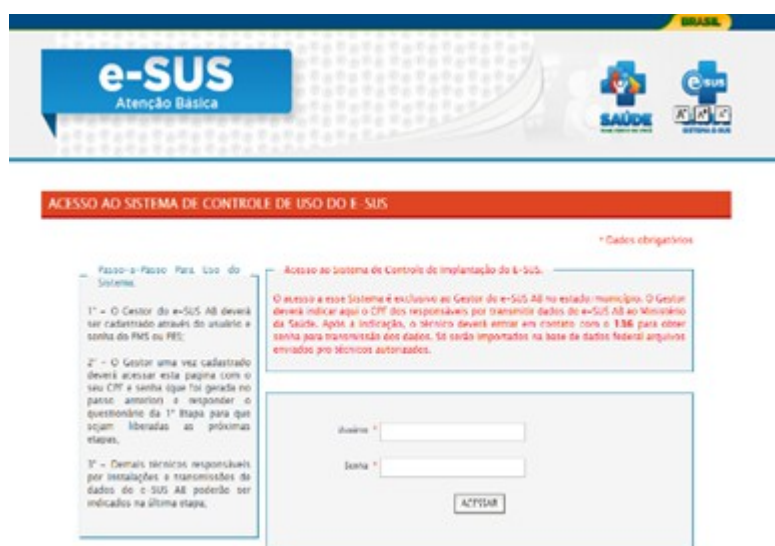 BRASIL
e-SUS
Atenção Básica
SAÚDE
e sus
ACESSO AO SISTEMA DE CONTROLE DE USO DO E-SUS
* Dados obrigatórios
Passo-a-Passo Para Uso do
Sistema.
1° - O Gestor do e-SUS AB deverá
ser cadastrado através do usuário e
senha do FMS ou FES;
2° - O Gestor uma vez cadastrado
deverá acessar esta pagina com o
seu CPF e senha (que foi gerada no
passo anterior) e responder o
questionário da 1° Etapa para que
sejam liberadas as próximas
etapas.
3° - Demais técnicos responsáveis
por instalações e transmissões de
dados do e-SUS AB poderão ser
indicados na última etapa.
Acesso ao Sistema de Controle de Implantação do E-SUS.
O acesso a esse Sistema é exclusivo ao Gestor do e-SUS AB no estado/município. O Gestor
deverá indicar aqui o CPF dos responsáveis por transmitir dados do e-SUS AB ao Ministério
da Saúde. Após a indicação, o técnico deverá entrar em contato com o 136 para obter
senha para transmissão dos dados. Só serão importados na base de dados federal arquivos
enviados pro técnicos autorizados.
Usuário *
Senha *
ACESSAR